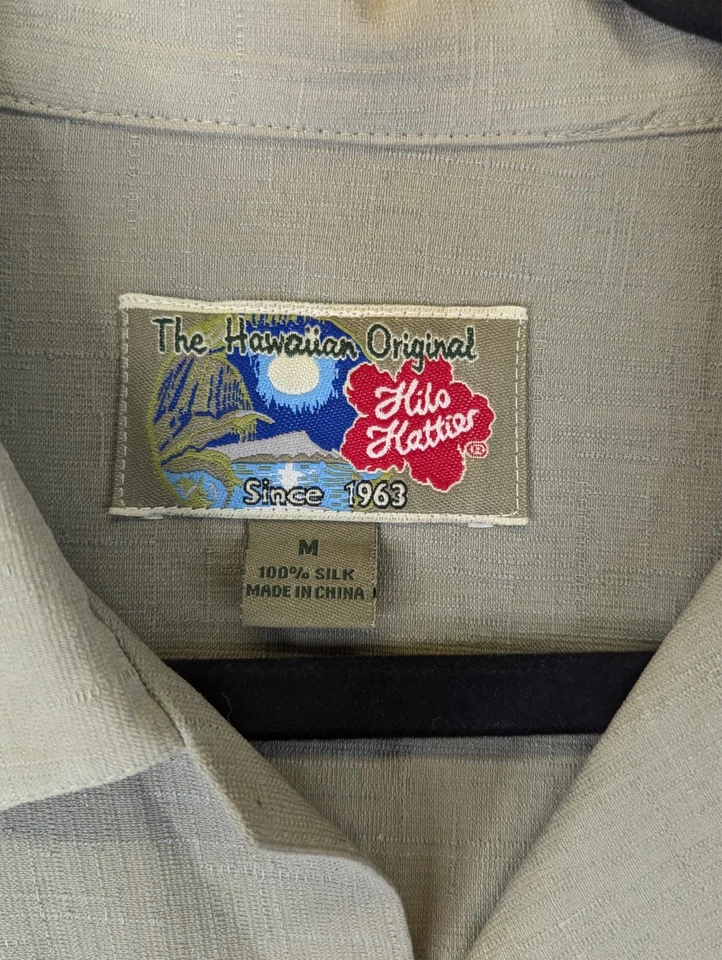 The Hawaiian Original
Hilo
Hattie®
Since 1963
M
100% SILK
MADE IN CHINA